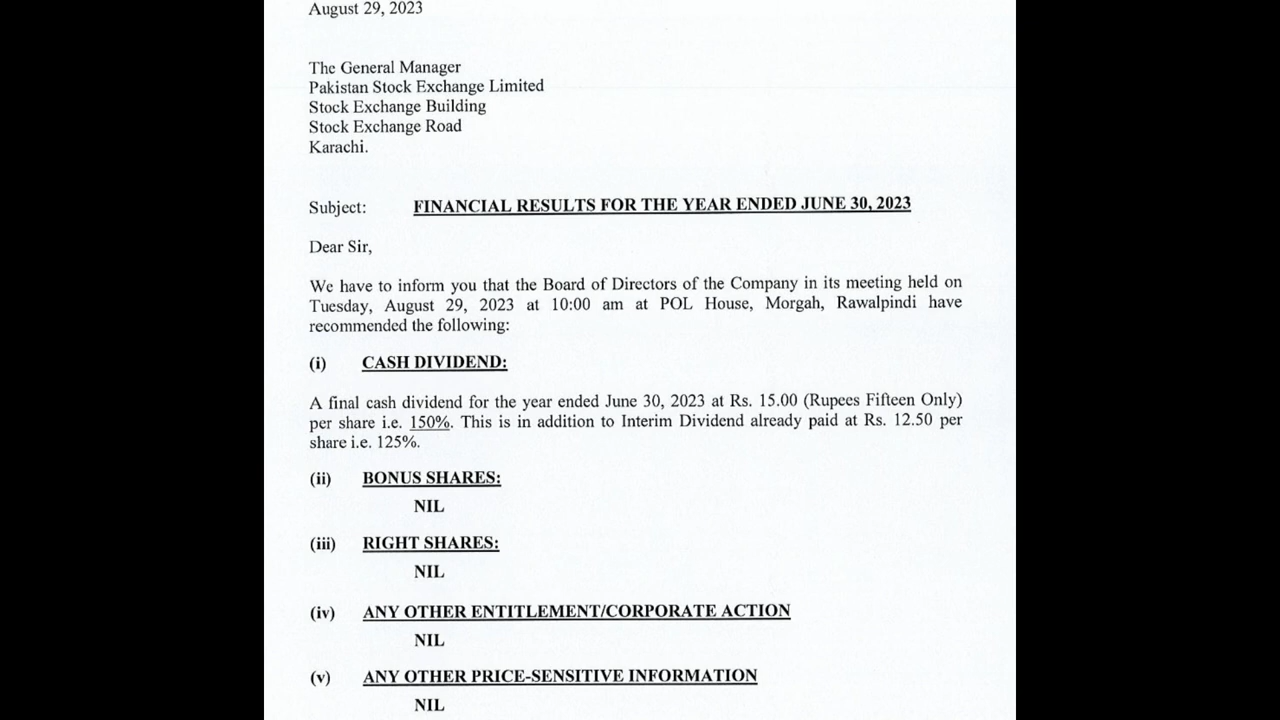 August 29, 2023
The General Manager
Pakistan Stock Exchange Limited
Stock Exchange Building
Stock Exchange Road
Karachi.
Subject: FINANCIAL RESULTS FOR THE YEAR ENDED JUNE 30, 2023
Dear Sir,
We have to inform you that the Board of Directors of the Company in its meeting held on
Tuesday, August 29, 2023 at 10:00 am at POL House, Morgah, Rawalpindi have
recommended the following:
(i) CASH DIVIDEND:
A final cash dividend for the year ended June 30, 2023 at Rs. 15.00 (Rupees Fifteen Only)
per share i.e. 150%. This is in addition to Interim Dividend already paid at Rs. 12.50 per
share i.e. 125%.
(ii) BONUS SHARES:
NIL
(iii) RIGHT SHARES:
NIL
(iv) ANY OTHER ENTITLEMENT/CORPORATE ACTION
NIL
(v) ANY OTHER PRICE-SENSITIVE INFORMATION
NIL